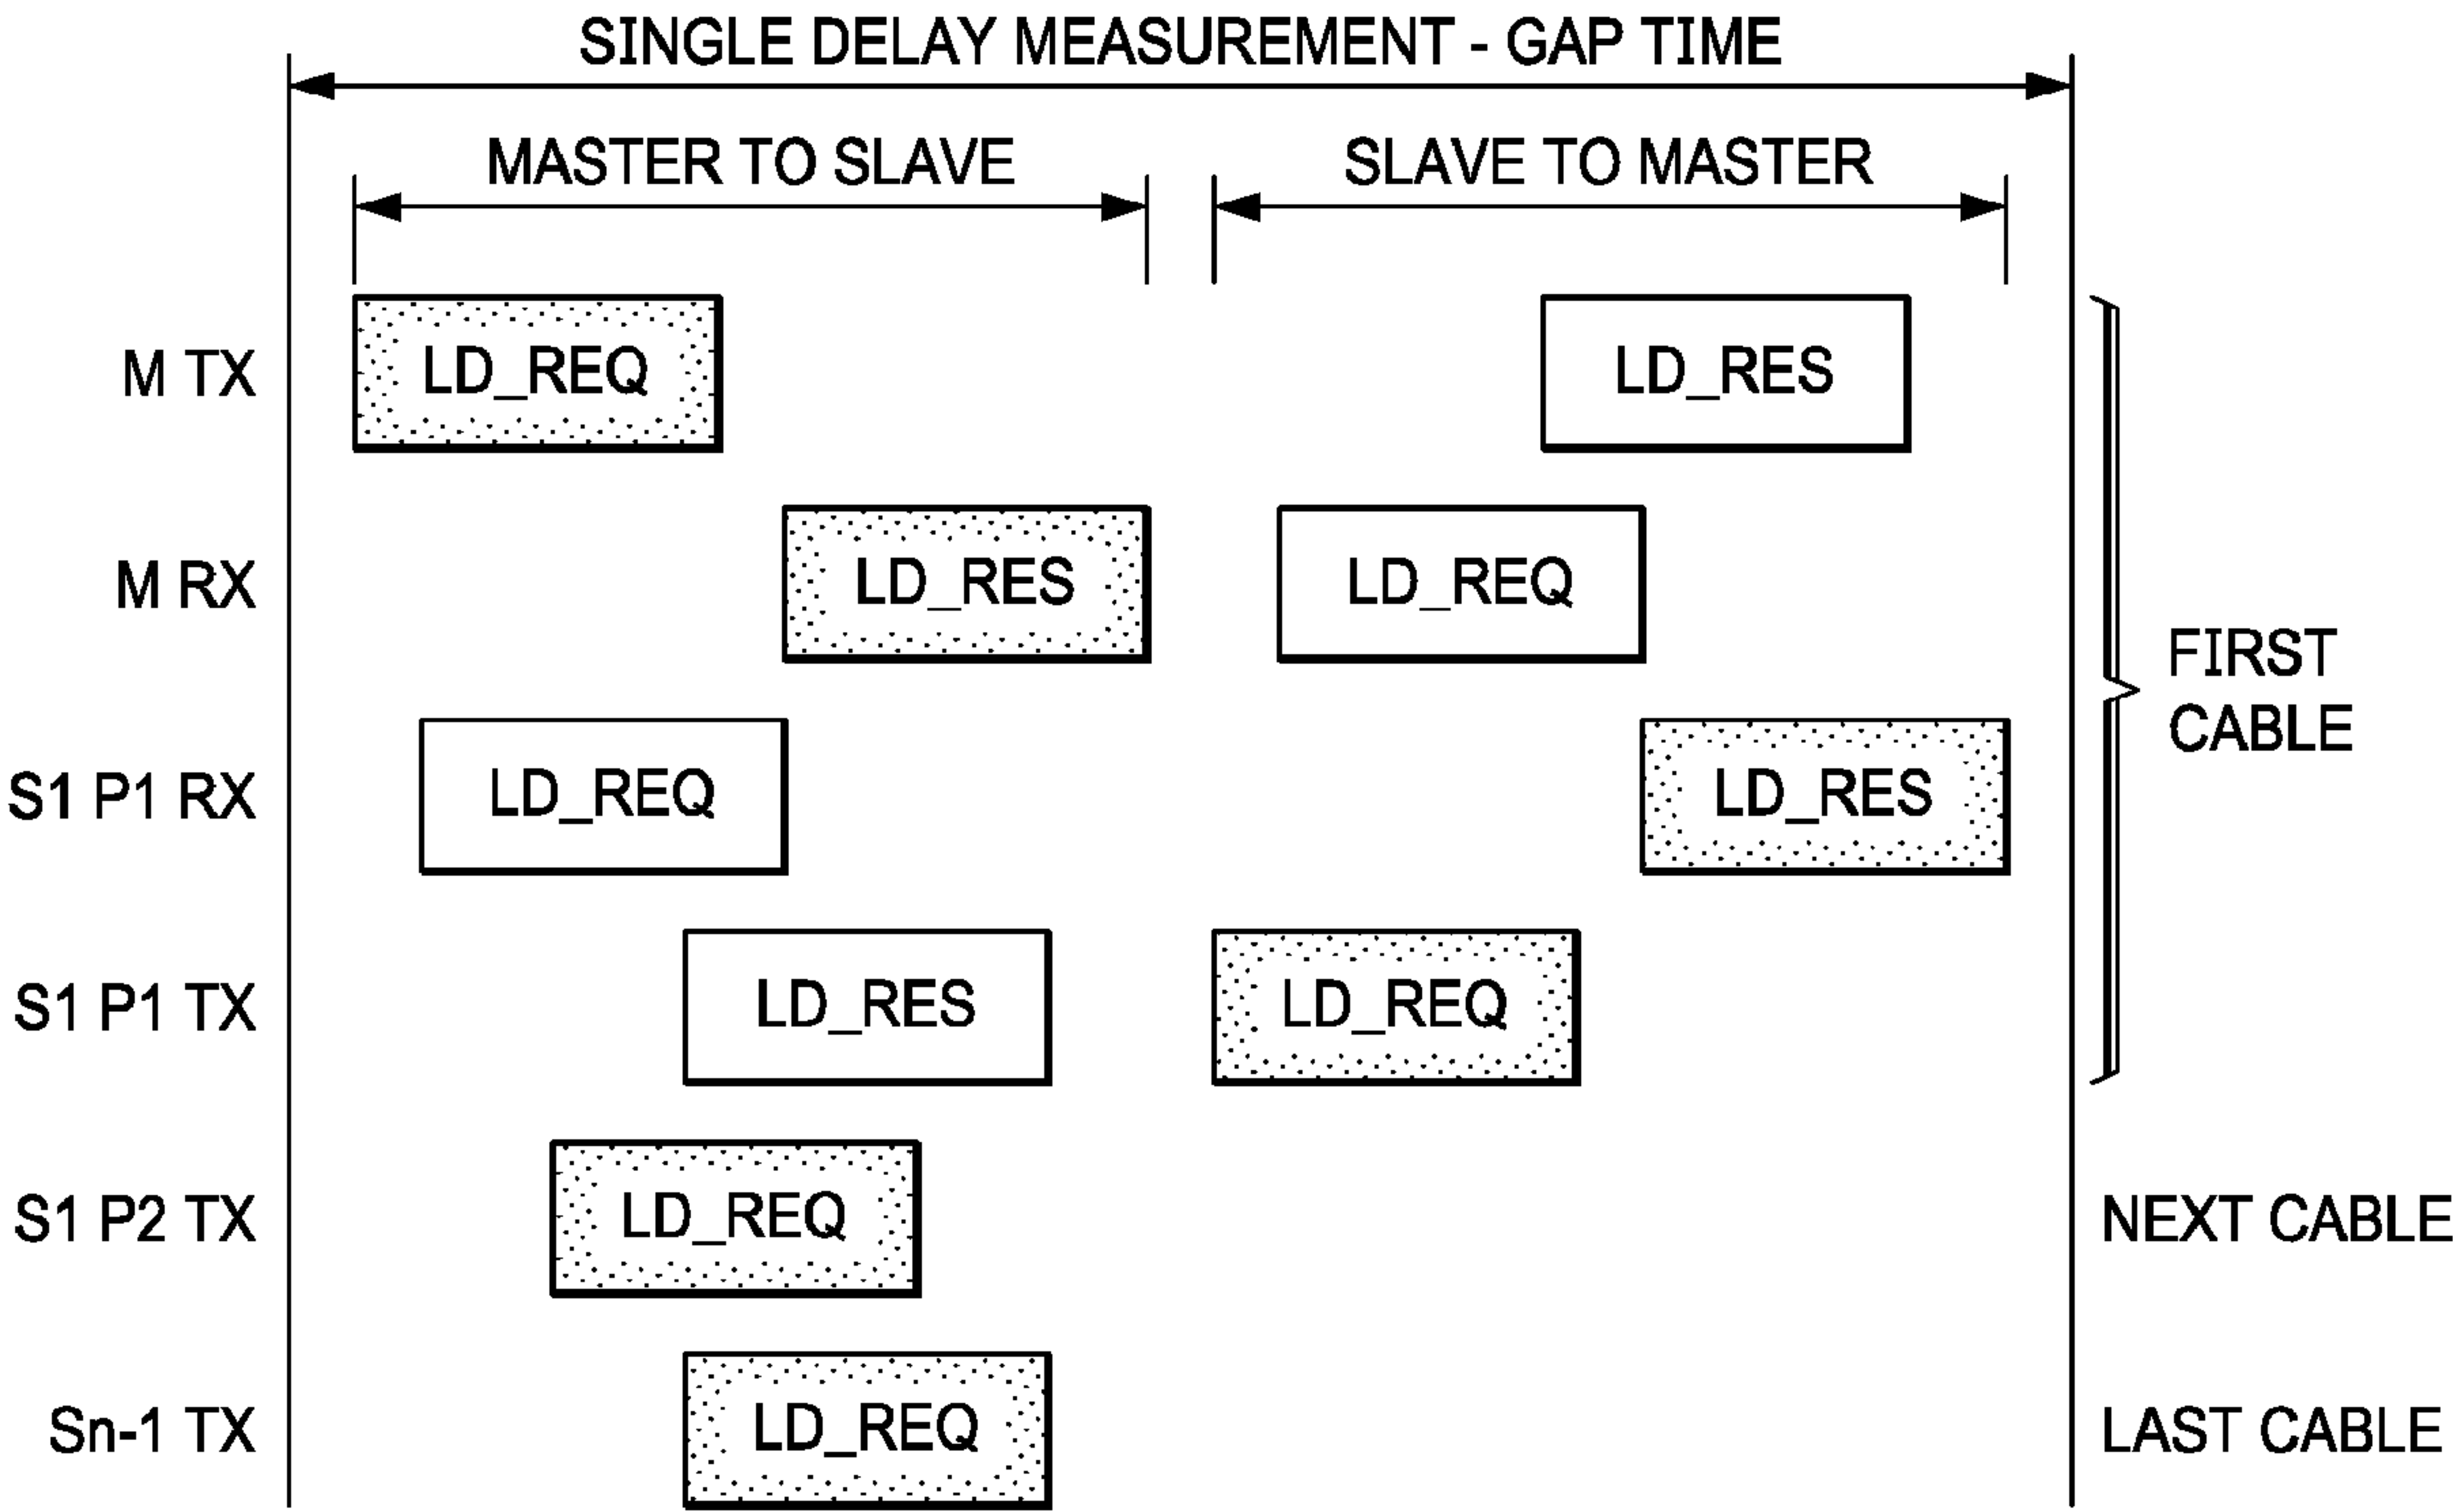 SINGLE DELAY MEASUREMENT - GAP TIME
MASTER TO SLAVE
SLAVE TO MASTER
M TX
LD_REQ
LD_RES
M RX
LD_RES
LD_REQ
FIRST
CABLE
S1 P1 RX
LD_REQ
LD_RES
S1 P1 TX
LD_RES
LD_REQ
S1 P2 TX
LD_REQ
NEXT CABLE
Sn-1 TX
LD_REQ
LAST CABLE